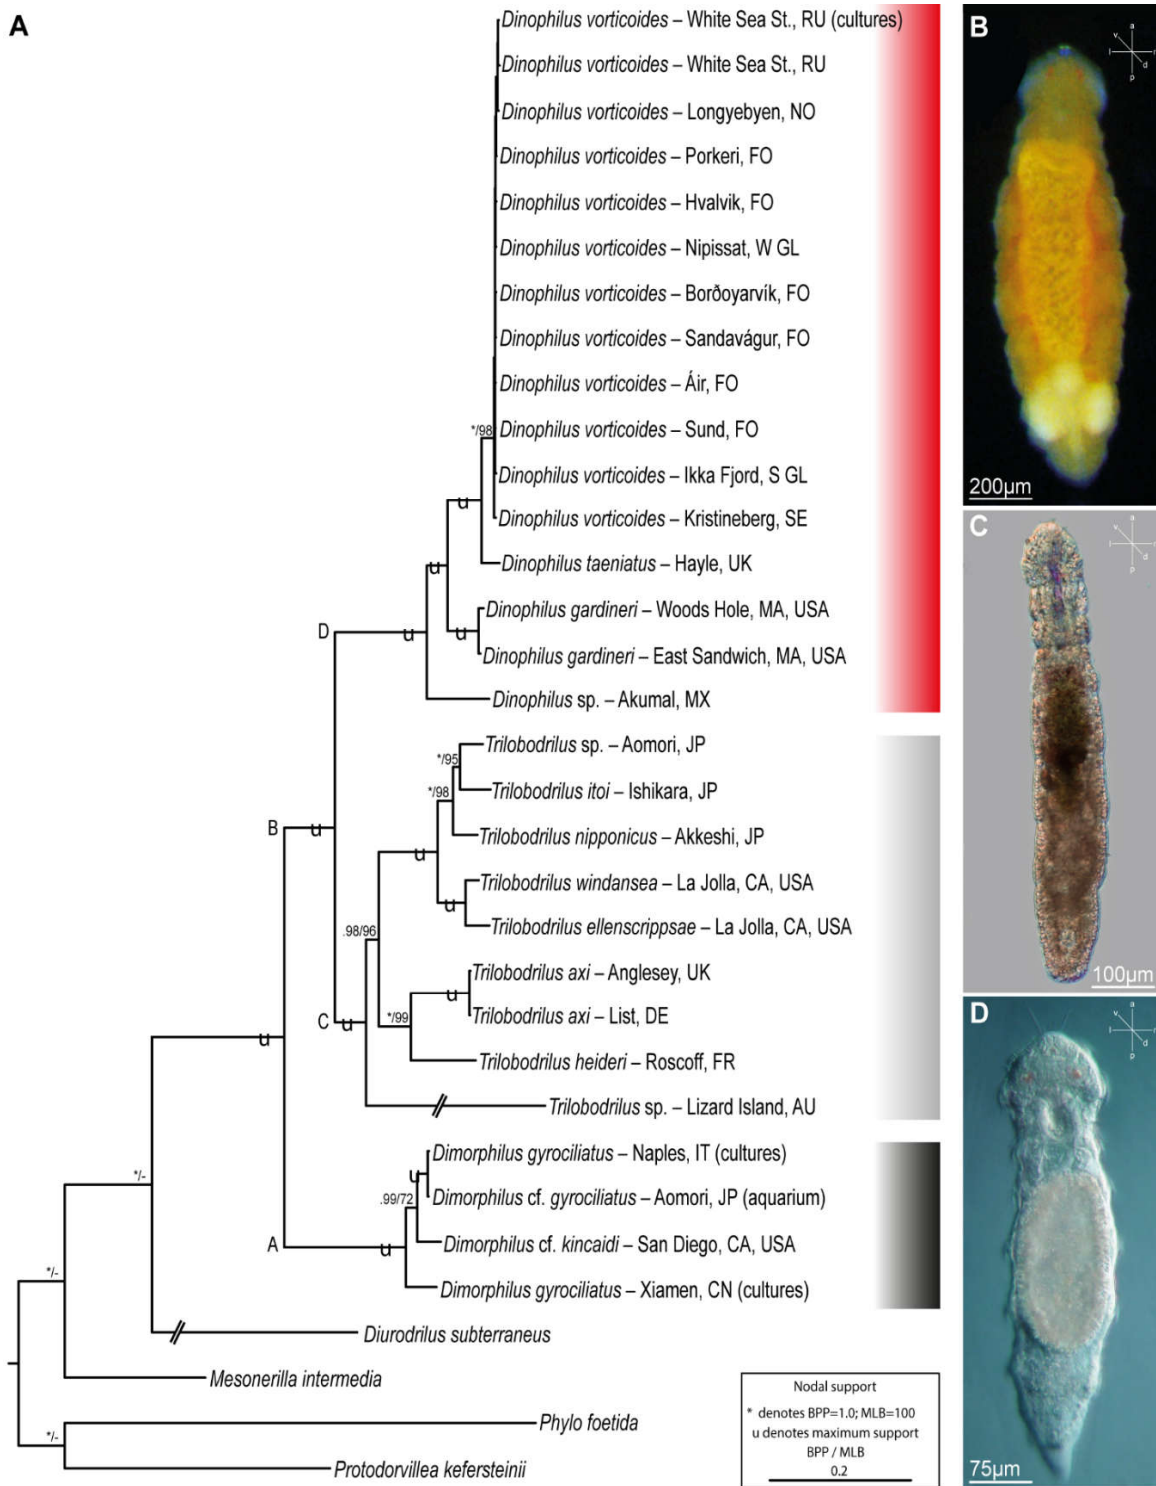 A
Dinophilus vorticoides – White Sea St., RU (cultures)
Dinophilus vorticoides – White Sea St., RU
Dinophilus vorticoides – Longyebyen, NO
Dinophilus vorticoides – Porkeri, FO
Dinophilus vorticoides – Hvalvik, FO
Dinophilus vorticoides – Nipissat, W GL
Dinophilus vorticoides – Borðoyarvík, FO
Dinophilus vorticoides – Sandavágur, FO
Dinophilus vorticoides – Áir, FO
Dinophilus vorticoides – Sund, FO
*/98
Dinophilus vorticoides – Ikka Fjord, S GL
u
Dinophilus vorticoides – Kristineberg, SE
Dinophilus taeniatus – Hayle, UK
u
Dinophilus gardineri – Woods Hole, MA, USA
D
u
u
Dinophilus gardineri – East Sandwich, MA, USA
Dinophilus sp. – Akumal, MX
Trilobodrilus sp. – Aomori, JP
*/95
Trilobodrilus itoi – Ishikara, JP
*/98
Trilobodrilus nipponicus – Akkeshi, JP
B
u
u
Trilobodrilus windansea – La Jolla, CA, USA
u
Trilobodrilus ellenscrippsae – La Jolla, CA, USA
.98/96
Trilobodrilus axi – Anglesey, UK
u
Trilobodrilus axi – List, DE
C
u
*/99
u
Trilobodrilus heideri – Roscoff, FR
Trilobodrilus sp. – Lizard Island, AU
Dimorphilus gyrociliatus – Naples, IT (cultures)
*/-
u
Dimorphilus cf. gyrociliatus – Aomori, JP (aquarium)
.99/72
Dimorphilus cf. kincaidi – San Diego, CA, USA
A
u
*/-
Dimorphilus gyrociliatus – Xiamen, CN (cultures)
Diurodrilus subterraneus
Mesonerilla intermedia
Phylo foetida
*/-
Protodorvillea kefersteinii
Nodal support
* denotes BPP=1.0; MLB=100
u denotes maximum support
BPP / MLB
0.2
B
a
v
l
r
d
p
200µm
C
a
v
l
r
d
p
100µm
D
a
v
l
r
d
p
75µm